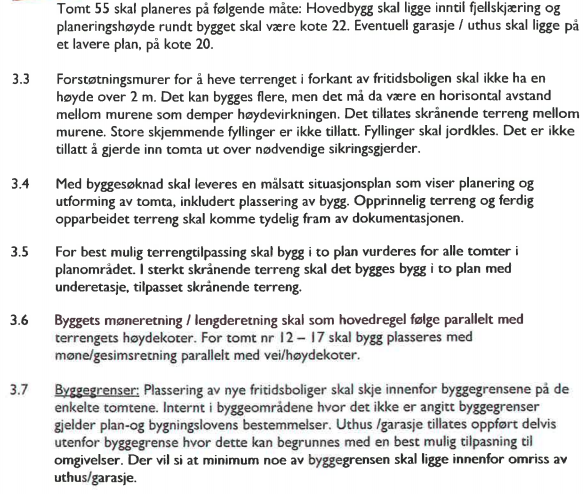 Tomt 55 skal planeres på følgende måte: Hovedbygg skal ligge inntil fjellskjæring og
planeringshøyde rundt bygget skal være kote 22. Eventuell garasje / uthus skal ligge på
et lavere plan, på kote 20.
3.3 Forstøtningsmurer for å heve terrenget i forkant av fritidsboligen skal ikke ha en
høyde over 2 m. Det kan bygges flere, men det må da være en horisontal avstand
mellom murene som demper høydevirkningen. Det tillates skrånende terreng mellom
murene. Store skjemmende fyllinger er ikke tillatt. Fyllinger skal jordkles. Det er ikke
tillatt å gjerde inn tomta ut over nødvendige sikringsgjerder.
3.4 Med byggesøknad skal leveres en målsatt situasjonsplan som viser planering og
utforming av tomta, inkludert plassering av bygg. Opprinnelig terreng og ferdig
opparbeidet terreng skal komme tydelig fram av dokumentasjonen.
3.5 For best mulig terrengtilpassing skal bygg i to plan vurderes for alle tomter i
planområdet. I sterkt skrånende terreng skal det bygges bygg i to plan med
underetasje, tilpasset skrånende terreng.
3.6 Byggets møneretning / lengderetning skal som hovedregel følge parallelt med
terrengets høydekoter. For tomt nr 12 – 17 skal bygg plasseres med
møne/gesimsretning parallelt med vei/høydekoter.
3.7 Byggegrenser: Plassering av nye fritidsboliger skal skje innenfor byggegrensene på de
enkelte tomtene. Internt i byggeområdene hvor det ikke er angitt byggegrenser
gjelder plan-og bygningslovens bestemmelser. Uthus /garasje tillates oppført delvis
utenfor byggegrense hvor dette kan begrunnes med en best mulig tilpasning til
omgivelser. Der vil si at minimum noe av byggegrensen skal ligge innenfor omriss av
uthus/garasje.